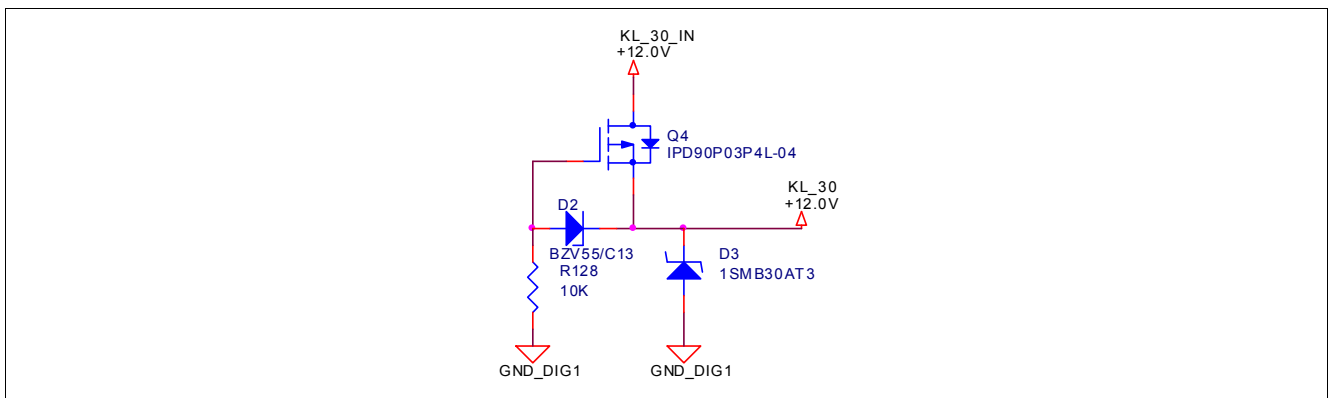 KL_30_IN
+12.0V
Q4
IPD90P03P4L-04
KL_30
+12.0V
D2
BZV55/C13
R128
10K
D3
1SMB30AT3
GND_DIG1
GND_DIG1